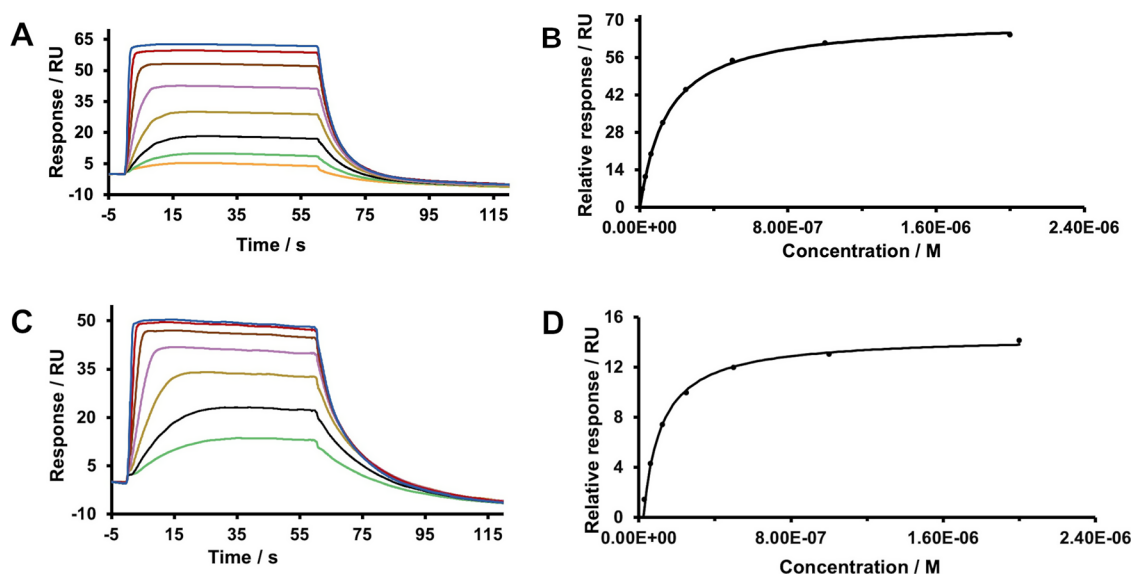 A
Response / RU
65
50
35
20
5
-10
-5 15 35 55 75 95 115
Time / s
B
Relative response / RU
70
56
42
28
14
0
0.00E+00 8.00E-07 1.60E-06 2.40E-06
Concentration / M
C
Response / RU
50
35
20
5
-10
-5 15 35 55 75 95 115
Time / s
D
Relative response / RU
16
12
8
4
0
0.00E+00 8.00E-07 1.60E-06 2.40E-06
Concentration / M